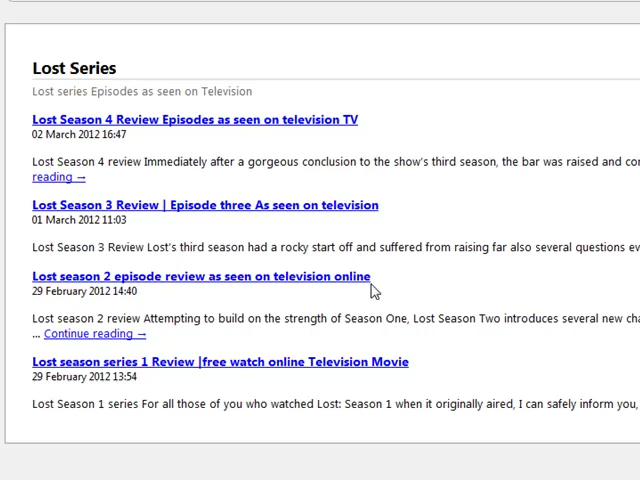 Lost Series
Lost series Episodes as seen on Television
Lost Season 4 Review Episodes as seen on television TV
02 March 2012 16:47
Lost Season 4 review Immediately after a gorgeous conclusion to the show's third season, the bar was raised and
reading →
Lost Season 3 Review | Episode three As seen on television
01 March 2012 11:03
Lost Season 3 Review Lost's third season had a rocky start off and suffered from raising far also several questions
Lost season 2 episode review as seen on television online
29 February 2012 14:40
Lost season 2 review Attempting to build on the strength of Season One, Lost Season Two introduces several new
... Continue reading →
Lost season series 1 Review |free watch online Television Movie
29 February 2012 13:54
Lost Season 1 series For all those of you who watched Lost: Season 1 when it originally aired, I can safely inform you,